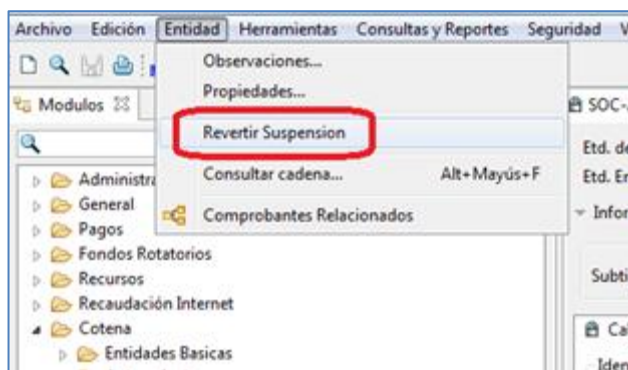 Archivo Edición Entidad Herramientas Consultas y Reportes Seguridad V
Observaciones...
Propiedades...
Modulos
SOC-
Revertir Suspension
Etd. de
Consultar cadena... Alt+Mayús+F
Etd. Er
Administra
General
Comprobantes Relacionados
Infor
Pagos
Fondos Rotatorios
Recursos
Subti
Recaudación Internet
Cotena
Ca
Entidades Basicas
Iden